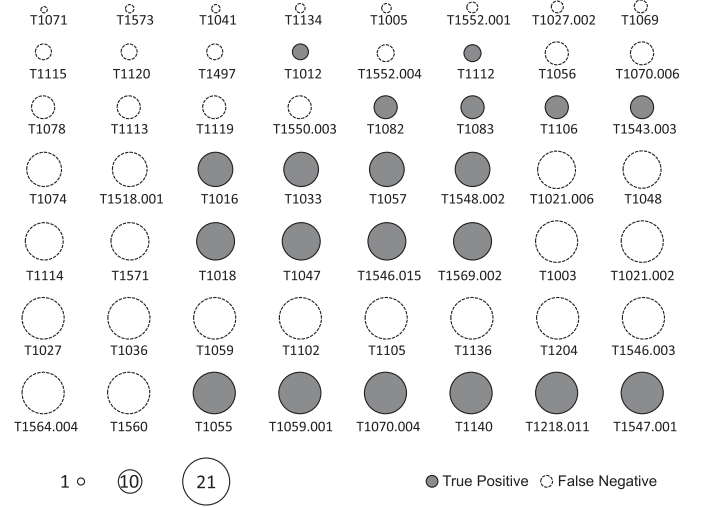 T1071 T1573 T1041 T1134 T1005 T1552.001 T1027.002 T1069
T1115 T1120 T1497 T1012 T1552.004 T1112 T1056 T1070.006
T1078 T1113 T1119 T1550.003 T1082 T1083 T1106 T1543.003
T1074 T1518.001 T1016 T1033 T1057 T1548.002 T1021.006 T1048
T1114 T1571 T1018 T1047 T1546.015 T1569.002 T1003 T1021.002
T1027 T1036 T1059 T1102 T1105 T1136 T1204 T1546.003
T1564.004 T1560 T1055 T1059.001 T1070.004 T1140 T1218.011 T1547.001
1 10 21 True Positive False Negative